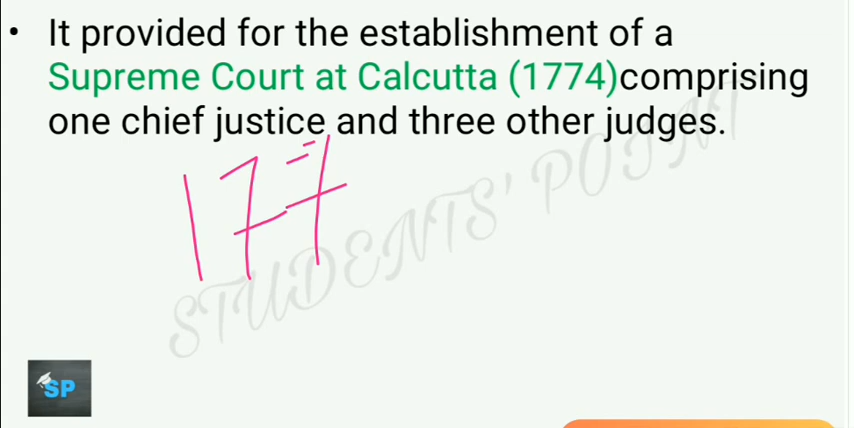 • It provided for the establishment of a
Supreme Court at Calcutta (1774)comprising
one chief justice and three other judges.
177
STUDENTS' POINT
SP